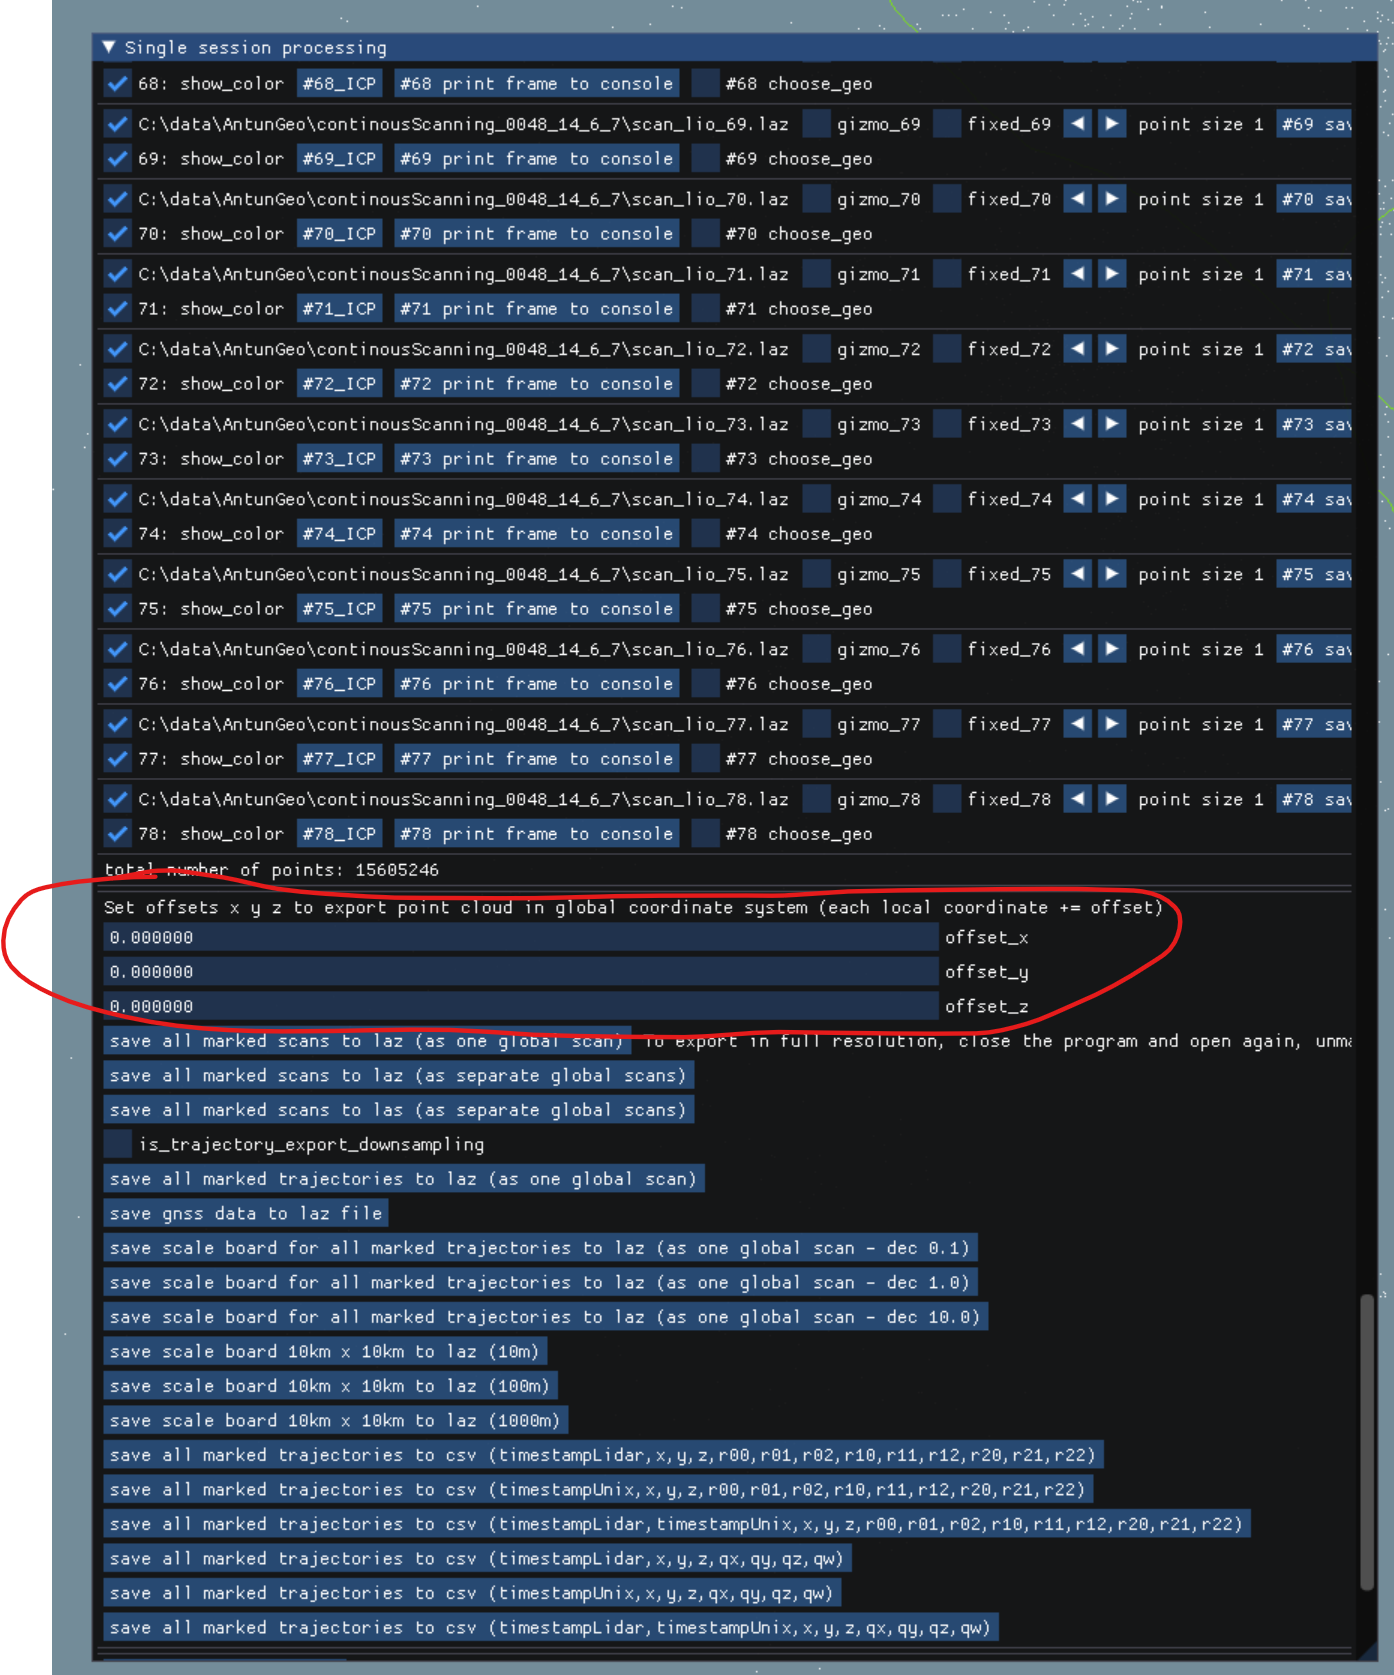 Single session processing
68: show_color #68_ICP #68 print frame to console #68 choose_geo
C:\data\AntunGeo\continousScanning_0048_14_6_7\scan_lio_69.laz gizmo_69 fixed_69 point size 1 #69 sav
69: show_color #69_ICP #69 print frame to console #69 choose_geo
C:\data\AntunGeo\continousScanning_0048_14_6_7\scan_lio_70.laz gizmo_70 fixed_70 point size 1 #70 sav
70: show_color #70_ICP #70 print frame to console #70 choose_geo
C:\data\AntunGeo\continousScanning_0048_14_6_7\scan_lio_71.laz gizmo_71 fixed_71 point size 1 #71 sav
71: show_color #71_ICP #71 print frame to console #71 choose_geo
C:\data\AntunGeo\continousScanning_0048_14_6_7\scan_lio_72.laz gizmo_72 fixed_72 point size 1 #72 sav
72: show_color #72_ICP #72 print frame to console #72 choose_geo
C:\data\AntunGeo\continousScanning_0048_14_6_7\scan_lio_73.laz gizmo_73 fixed_73 point size 1 #73 sav
73: show_color #73_ICP #73 print frame to console #73 choose_geo
C:\data\AntunGeo\continousScanning_0048_14_6_7\scan_lio_74.laz gizmo_74 fixed_74 point size 1 #74 sav
74: show_color #74_ICP #74 print frame to console #74 choose_geo
C:\data\AntunGeo\continousScanning_0048_14_6_7\scan_lio_75.laz gizmo_75 fixed_75 point size 1 #75 sav
75: show_color #75_ICP #75 print frame to console #75 choose_geo
C:\data\AntunGeo\continousScanning_0048_14_6_7\scan_lio_76.laz gizmo_76 fixed_76 point size 1 #76 sav
76: show_color #76_ICP #76 print frame to console #76 choose_geo
C:\data\AntunGeo\continousScanning_0048_14_6_7\scan_lio_77.laz gizmo_77 fixed_77 point size 1 #77 sav
77: show_color #77_ICP #77 print frame to console #77 choose_geo
C:\data\AntunGeo\continousScanning_0048_14_6_7\scan_lio_78.laz gizmo_78 fixed_78 point size 1 #78 sav
78: show_color #78_ICP #78 print frame to console #78 choose_geo
total number of points: 15605246
Set offsets x y z to export point cloud in global coordinate system (each local coordinate += offset)
0.000000 offset_x
0.000000 offset_y
0.000000 offset_z
save all marked scans to laz (as one global scan) To export in full resolution, close the program and open again, unma
save all marked scans to laz (as separate global scans)
save all marked scans to las (as separate global scans)
is_trajectory_export_downsampling
save all marked trajectories to laz (as one global scan)
save gnss data to laz file
save scale board for all marked trajectories to laz (as one global scan - dec 0.1)
save scale board for all marked trajectories to laz (as one global scan - dec 1.0)
save scale board for all marked trajectories to laz (as one global scan - dec 10.0)
save scale board 10km x 10km to laz (10m)
save scale board 10km x 10km to laz (100m)
save scale board 10km x 10km to laz (1000m)
save all marked trajectories to csv (timestampLidar,x,y,z,r00,r01,r02,r10,r11,r12,r20,r21,r22)
save all marked trajectories to csv (timestampUnix,x,y,z,r00,r01,r02,r10,r11,r12,r20,r21,r22)
save all marked trajectories to csv (timestampLidar,timestampUnix,x,y,z,r00,r01,r02,r10,r11,r12,r20,r21,r22)
save all marked trajectories to csv (timestampLidar,x,y,z,qx,qy,qz,qw)
save all marked trajectories to csv (timestampUnix,x,y,z,qx,qy,qz,qw)
save all marked trajectories to csv (timestampLidar,timestampUnix,x,y,z,qx,qy,qz,qw)